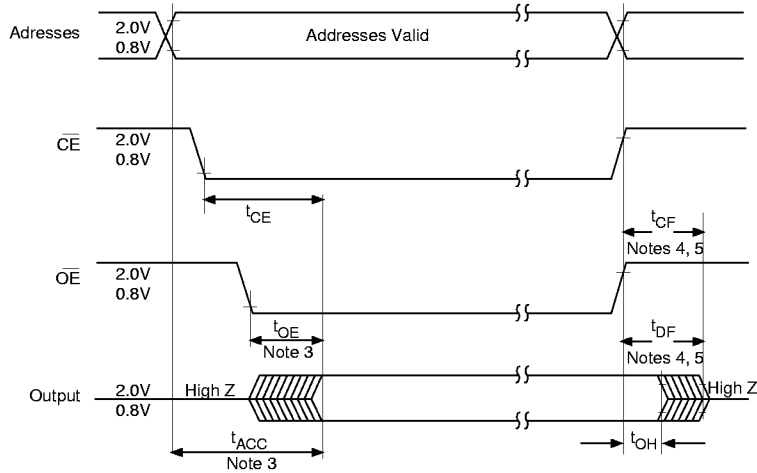 Adresses
2.0V
0.8V
Addresses Valid
CE
2.0V
0.8V
tCE
tCF
Notes 4, 5
OE
2.0V
0.8V
tOE
Note 3
tDF
Notes 4, 5
Output
2.0V
0.8V
High Z
High Z
tACC
Note 3
tOH